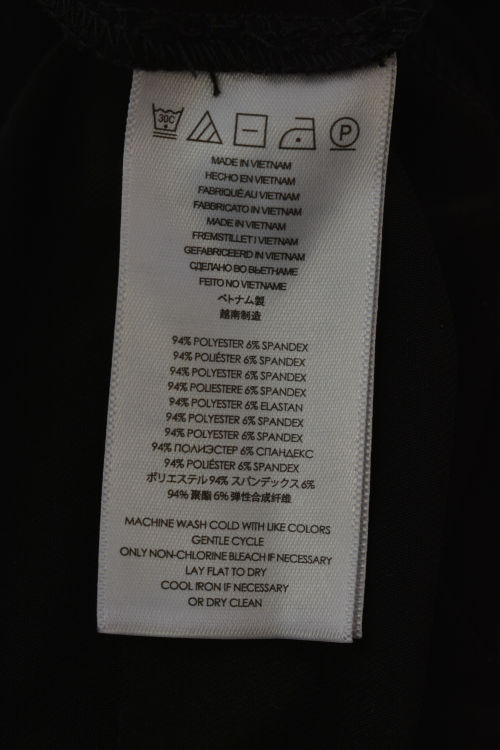 30C
P
MADE IN VIETNAM
HECHO EN VIETNAM
FABRIQUÉ AU VIETNAM
FABBRICATO IN VIETNAM
MADE IN VIETNAM
FREMSTILLET I VIETNAM
GEFABRICEERD IN VIETNAM
СДЕЛАНО ВО ВЬЕТНАМЕ
FEITO NO VIETNAME
ベトナム製
越南制造
94% POLYESTER 6% SPANDEX
94% POLIÉSTER 6% SPANDEX
94% POLYESTER 6% SPANDEX
94% POLIESTERE 6% SPANDEX
94% POLYESTER 6% ELASTAN
94% POLYESTER 6% SPANDEX
94% POLYESTER 6% SPANDEX
94% ПОЛИЭСТЕР 6% СПАНДЕКС
94% POLIÉSTER 6% SPANDEX
ポリエステル 94% スパンデックス 6%
94% 聚酯 6% 弹性合成纤维
MACHINE WASH COLD WITH LIKE COLORS
GENTLE CYCLE
ONLY NON-CHLORINE BLEACH IF NECESSARY
LAY FLAT TO DRY
COOL IRON IF NECESSARY
OR DRY CLEAN